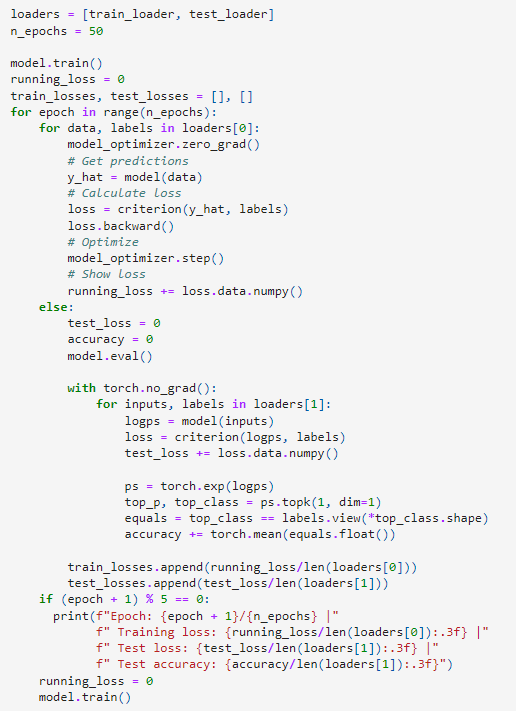 loaders = [train_loader, test_loader]
n_epochs = 50

model.train()
running_loss = 0
train_losses, test_losses = [], []
for epoch in range(n_epochs):
    for data, labels in loaders[0]:
        model_optimizer.zero_grad()
        # Get predictions
        y_hat = model(data)
        # Calculate loss
        loss = criterion(y_hat, labels)
        loss.backward()
        # Optimize
        model_optimizer.step()
        # Show loss
        running_loss += loss.data.numpy()
    else:
        test_loss = 0
        accuracy = 0
        model.eval()

        with torch.no_grad():
            for inputs, labels in loaders[1]:
                logps = model(inputs)
                loss = criterion(logps, labels)
                test_loss += loss.data.numpy()

                ps = torch.exp(logps)
                top_p, top_class = ps.topk(1, dim=1)
                equals = top_class == labels.view(*top_class.shape)
                accuracy += torch.mean(equals.float())

        train_losses.append(running_loss/len(loaders[0]))
        test_losses.append(test_loss/len(loaders[1]))
    if (epoch + 1) % 5 == 0:
      print(f"Epoch: {epoch + 1}/{n_epochs} |"
            f" Training loss: {running_loss/len(loaders[0]):.3f} |"
            f" Test loss: {test_loss/len(loaders[1]):.3f} |"
            f" Test accuracy: {accuracy/len(loaders[1]):.3f}")
    running_loss = 0
    model.train()